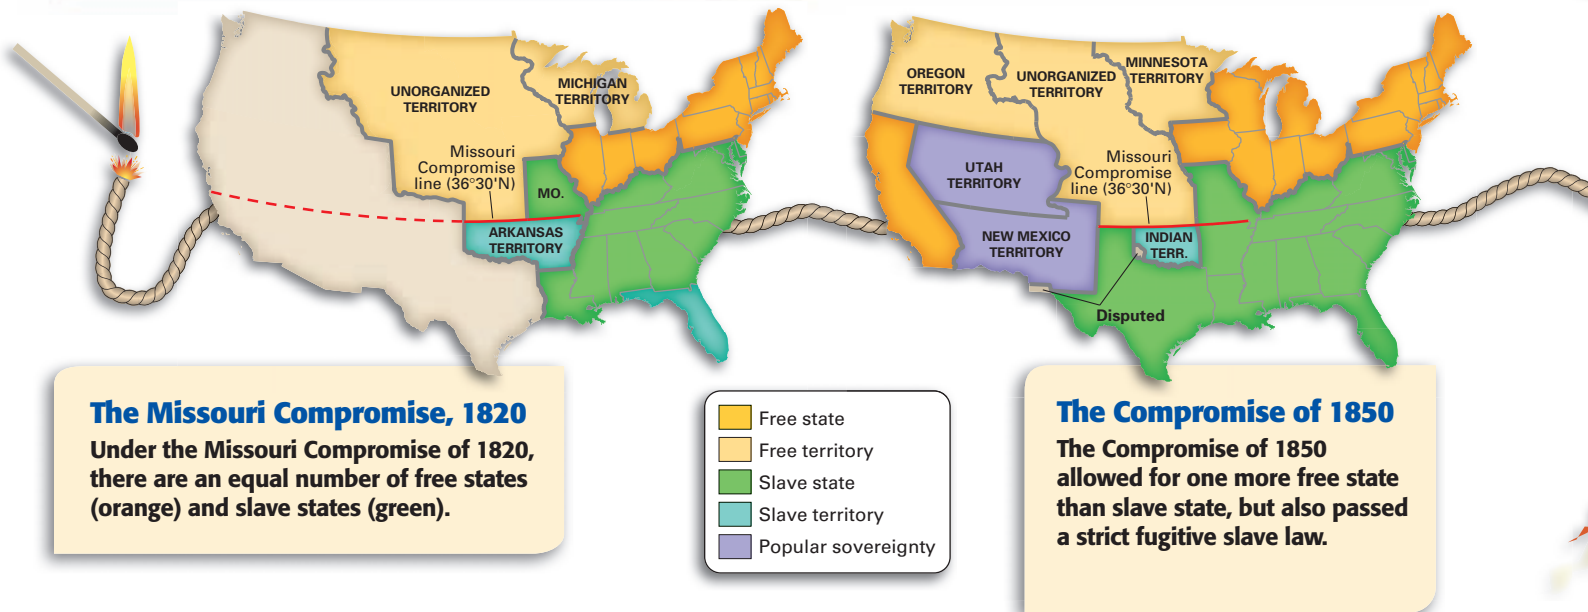 UNORGANIZED
TERRITORY
MICHIGAN
TERRITORY
Missouri
Compromise
line (36°30'N)
MO.
ARKANSAS
TERRITORY
The Missouri Compromise, 1820
Under the Missouri Compromise of 1820,
there are an equal number of free states
(orange) and slave states (green).
Free state
Free territory
Slave state
Slave territory
Popular sovereignty
OREGON
TERRITORY
UNORGANIZED
TERRITORY
MINNESOTA
TERRITORY
UTAH
TERRITORY
Missouri
Compromise
line (36°30'N)
NEW MEXICO
TERRITORY
INDIAN
TERR.
Disputed
The Compromise of 1850
The Compromise of 1850
allowed for one more free state
than slave state, but also passed
a strict fugitive slave law.